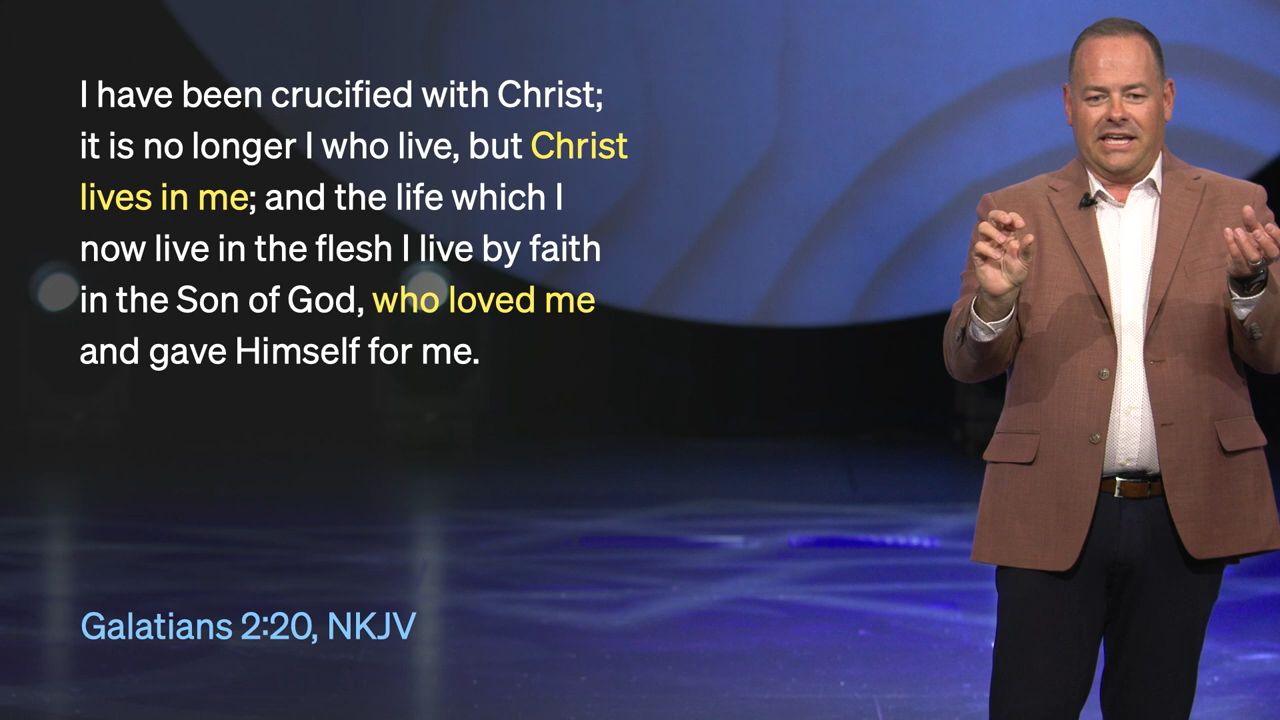 I have been crucified with Christ;
it is no longer I who live, but Christ
lives in me; and the life which I
now live in the flesh I live by faith
in the Son of God, who loved me
and gave Himself for me.
Galatians 2:20, NKJV